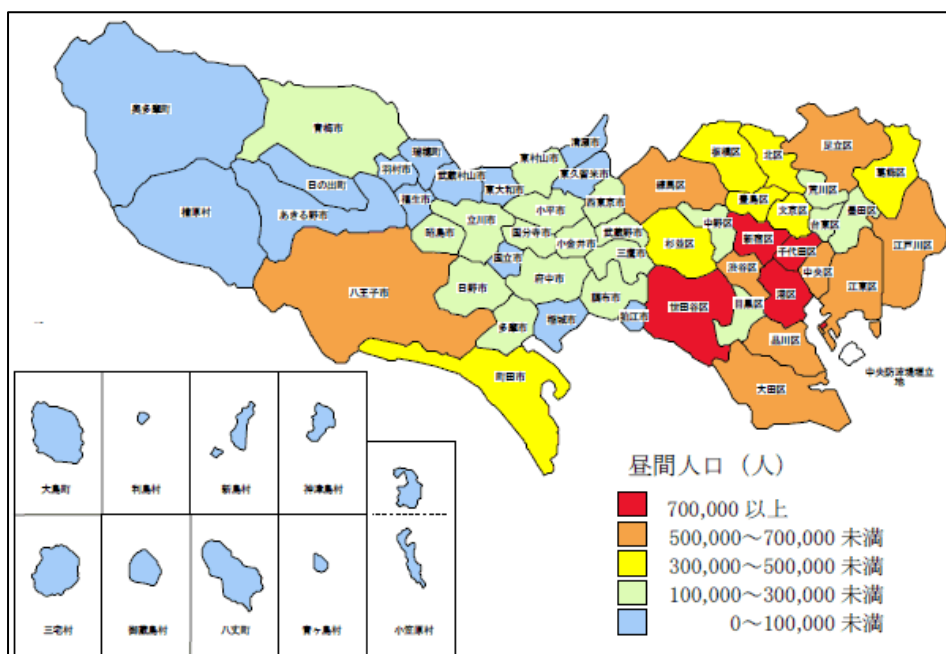 奥多摩町
青梅市
檜原村
日の出町
あきる野市
羽村市
瑞穂町
福生市
武蔵村山市
東大和市
東村山市
清瀬市
東久留米市
西東京市
小平市
立川市
昭島市
国分寺市
小金井市
武蔵野市
三鷹市
国立市
府中市
調布市
狛江市
日野市
多摩市
稲城市
八王子市
町田市
練馬区
板橋区
北区
足立区
葛飾区
豊島区
文京区
荒川区
台東区
墨田区
江戸川区
杉並区
中野区
新宿区
千代田区
渋谷区
中央区
江東区
世田谷区
目黒区
港区
品川区
大田区
中央防波堤埋立
地
大島町
利島村
新島村
神津島村
三宅村
御蔵島村
八丈町
青ヶ島村
小笠原村
昼間人口（人）
700,000 以上
500,000～700,000 未満
300,000～500,000 未満
100,000～300,000 未満
0～100,000 未満